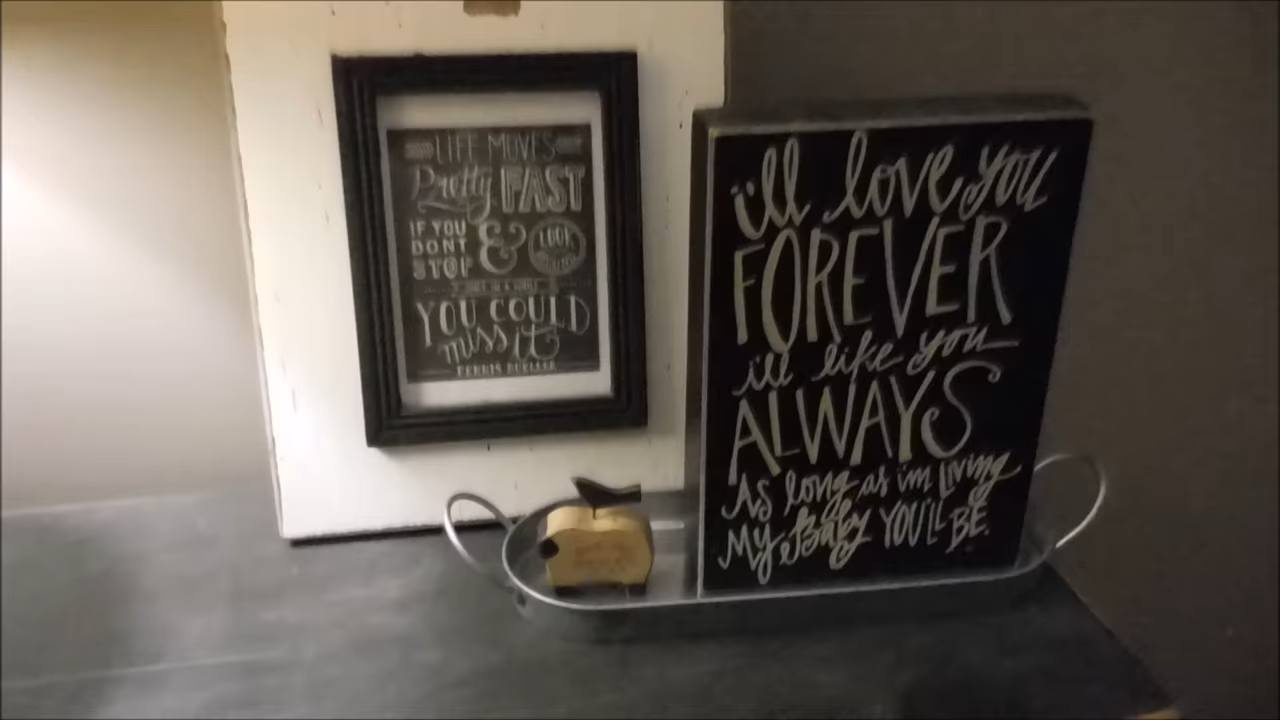 LIFE MOVES
Pretty FAST
IF YOU
DONT
STOP
&
LOOK
YOU COULD
miss it
FERRIS BUELLER
i'll love you
FOREVER
i'll like you
ALWAYS
As long as i'm Living
My Baby YOU'LL BE.